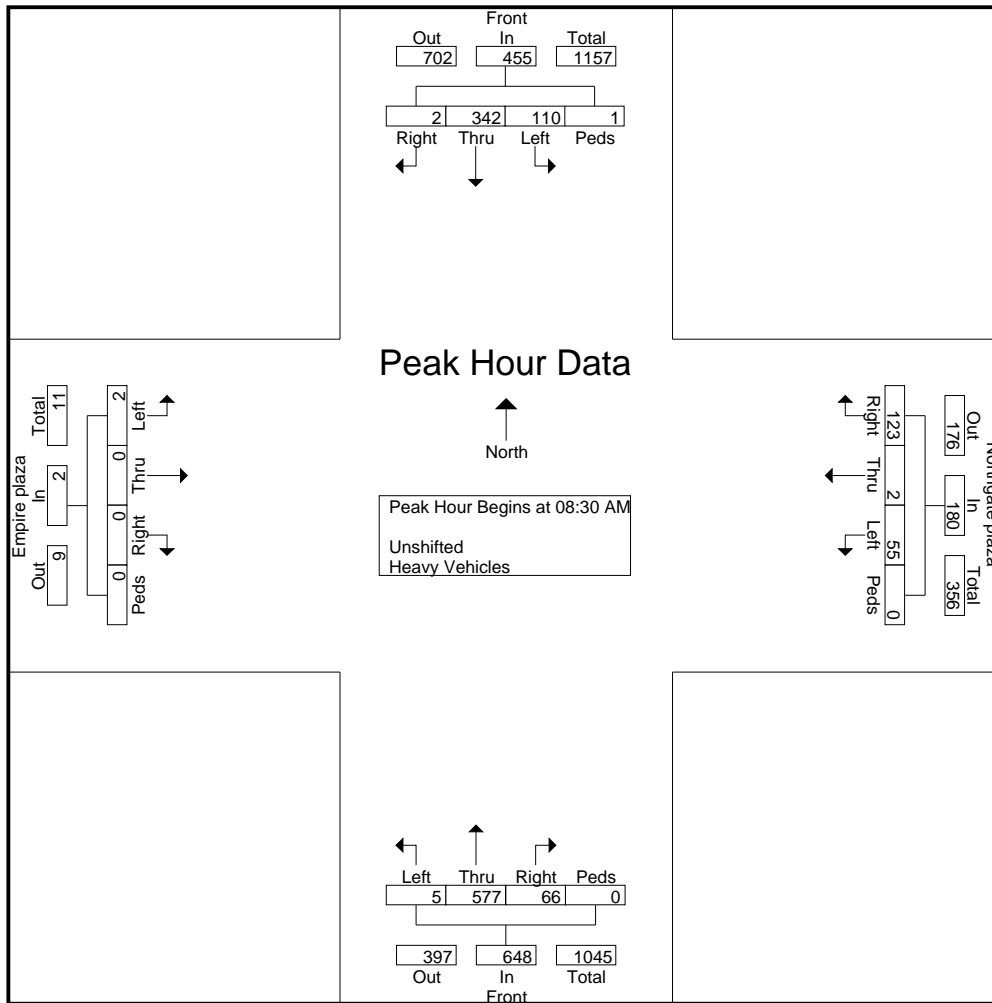 Front
Out In Total
702 455 1157
2 342 110 1
Right Thru Left Peds
Peak Hour Data
North
Peak Hour Begins at 08:30 AM
Unshifted
Heavy Vehicles
Empire plaza
Out In Total
9 2 11
Left Thru Right Peds
2 0 0 0
Northgate plaza
Out In Total
176 180 356
Right Thru Left Peds
123 2 55 0
Left Thru Right Peds
5 577 66 0
397 648 1045
Out In Total
Front